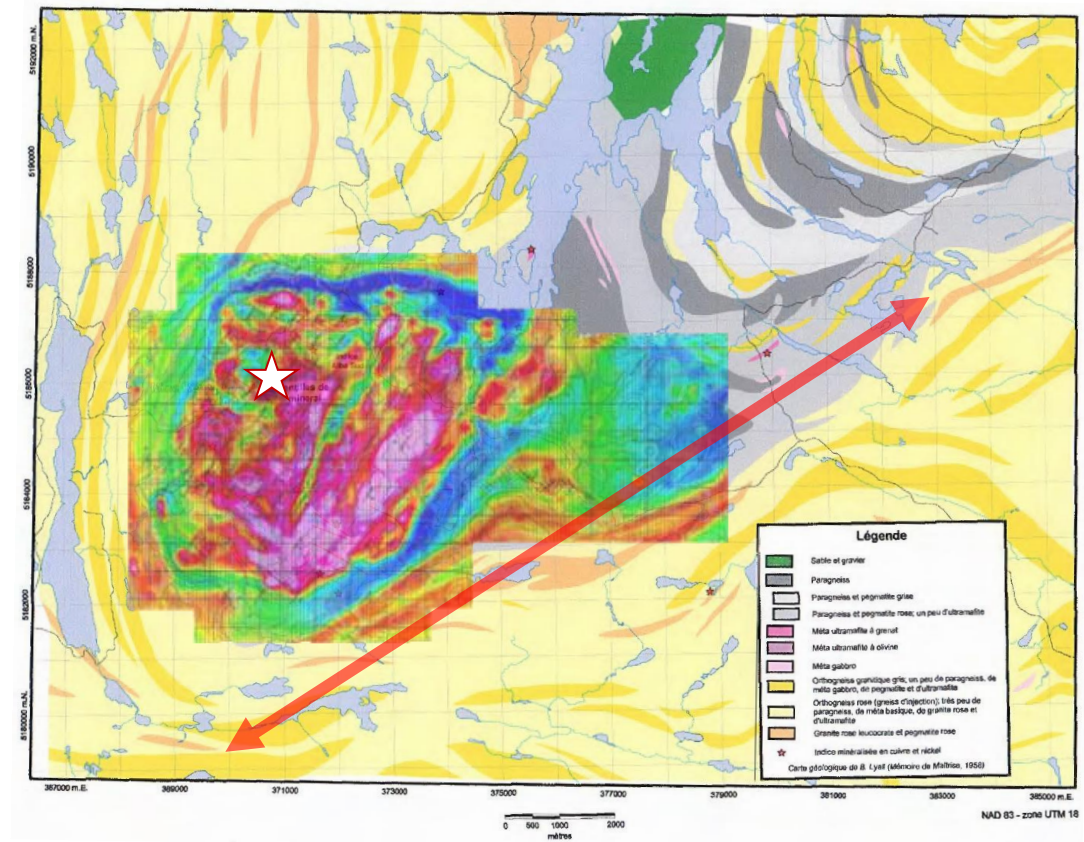 5192000 m.N.
5190000
5188000
5186000
5184000
5182000
5180000 m.N.
de
mineral
Légende
Sable et gravier
Paragneiss
Paragneiss et pegmatite grise
Paragneiss et pegmatite rose; un peu d'ultramafite
Méta ultramafite à grenat
Méta ultramafite à olivine
Méta gabbro
Orthogneiss granitique gris; un peu de paragneiss, de
méta gabbro, de pegmatite et d'ultramafite
Orthogneiss rose (gneiss d'injection); très peu de
paragneiss, de méta basique, de granite rose et
d'ultramafite
Granite rose leucocrate et pegmatite rose
Indice minéralisée en cuivre et nickel
Carte géologique de B. Lyall (Mémoire de Maîtrise, 1958)
387000 m.E.
369000
371000
373000
375000
377000
379000
381000
383000
385000 m.E.
NAD 83 - zone UTM 18
0 500 1000 2000
mètres